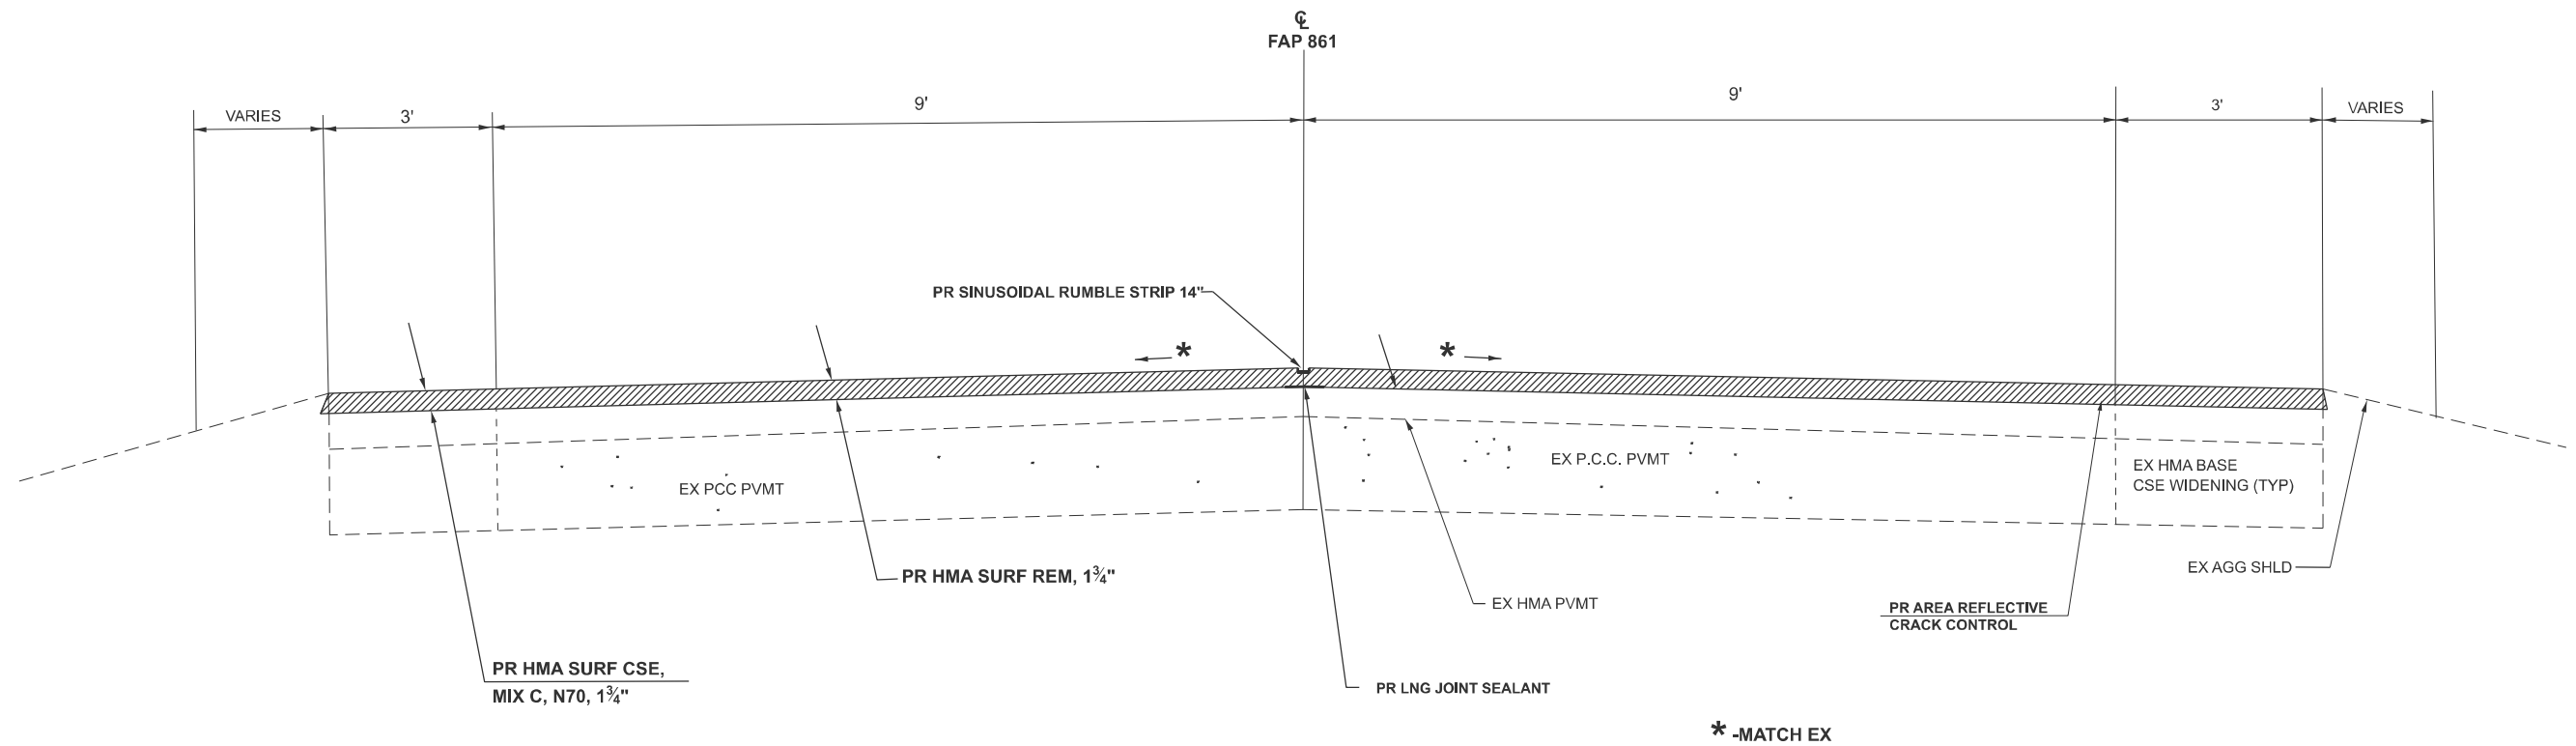 ℄
FAP 861
VARIES
3'
9'
9'
3'
VARIES
PR SINUSOIDAL RUMBLE STRIP 14"
*
*
EX PCC PVMT
EX P.C.C. PVMT
EX HMA BASE
CSE WIDENING (TYP)
EX AGG SHLD
PR HMA SURF REM, 1¾"
EX HMA PVMT
PR AREA REFLECTIVE
CRACK CONTROL
PR HMA SURF CSE,
MIX C, N70, 1¾"
PR LNG JOINT SEALANT
* -MATCH EX